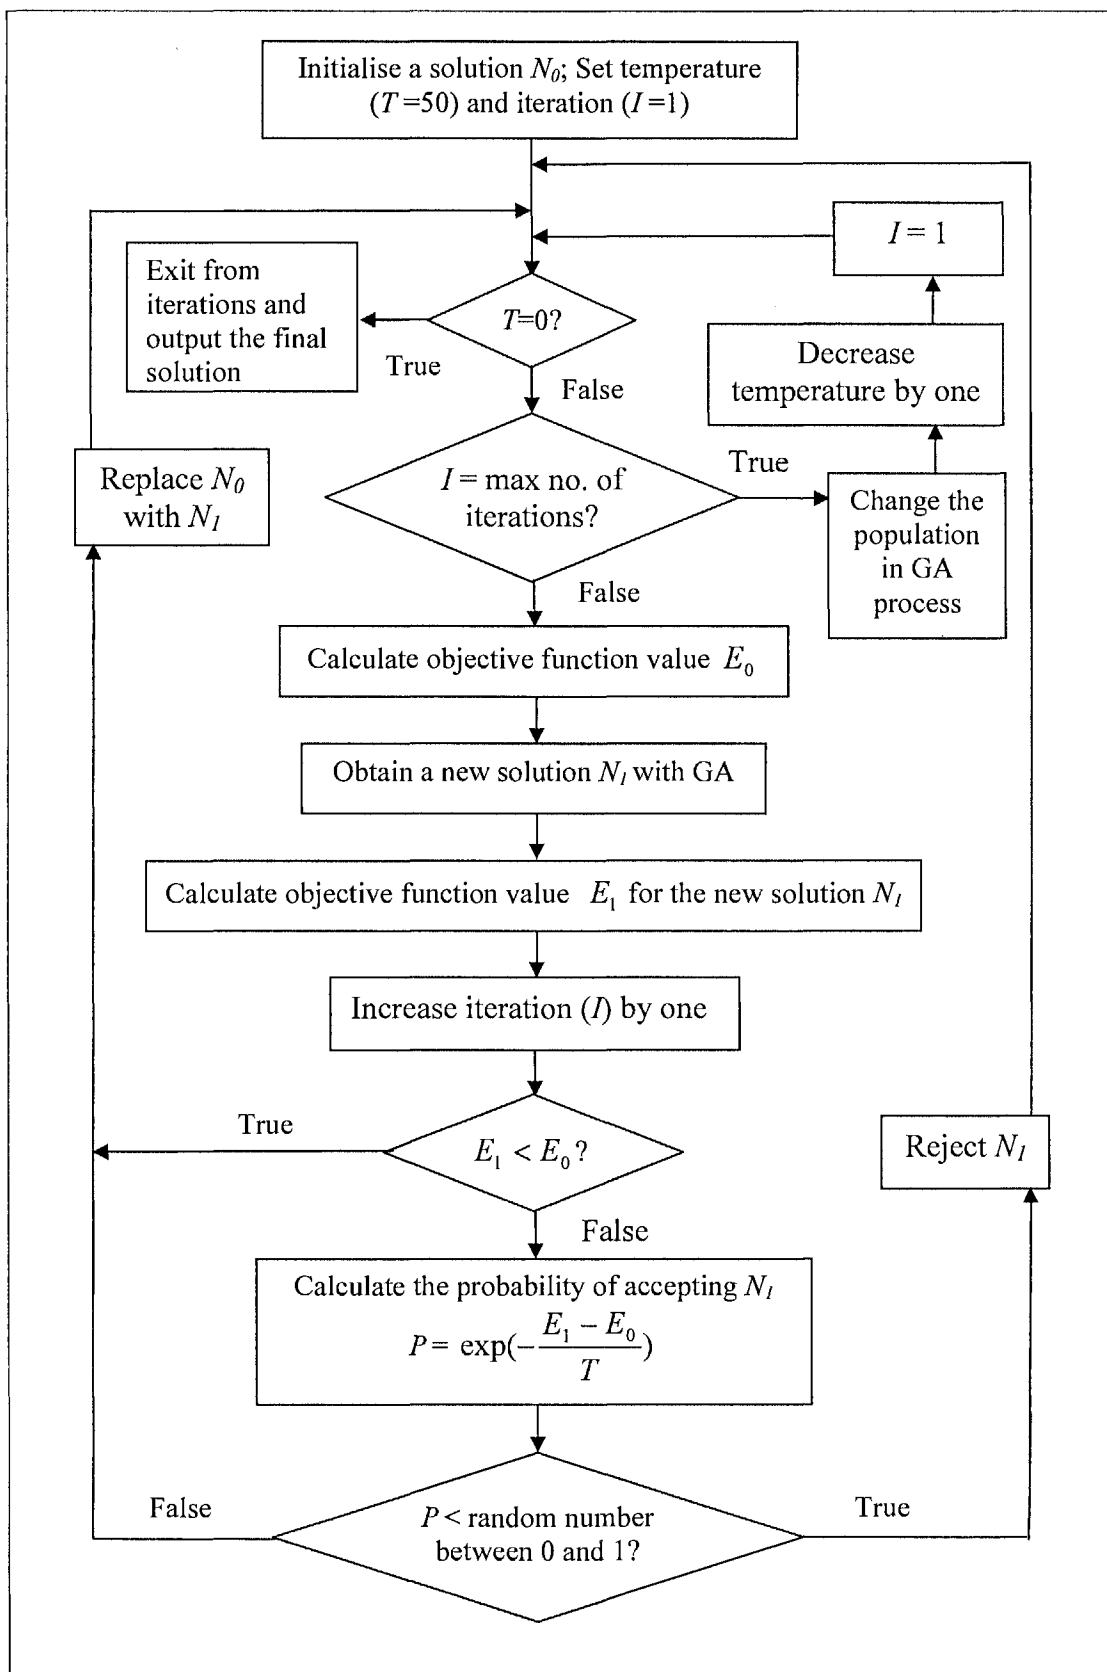 Initialise a solution N₀; Set temperature
(T=50) and iteration (I=1)
I = 1
Exit from
iterations and
output the final
solution
T=0?
True
False
Decrease
temperature by one
Replace N₀
with N₁
I = max no. of
iterations?
True
Change the
population
in GA
process
False
Calculate objective function value E₀
Obtain a new solution N₁ with GA
Calculate objective function value E₁ for the new solution N₁
Increase iteration (I) by one
True
E₁ < E₀?
Reject N₁
False
Calculate the probability of accepting N₁
P = exp(-(E₁ - E₀)/T)
False
P < random number
between 0 and 1?
True